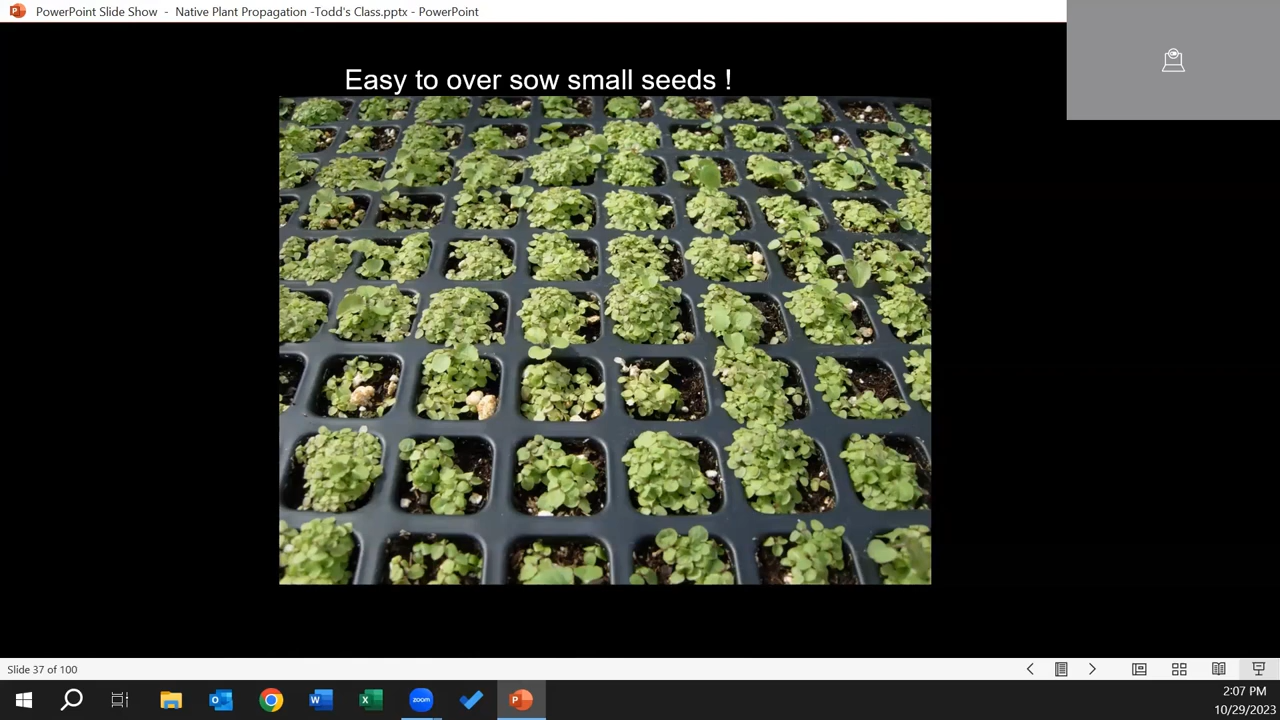 PowerPoint Slide Show - Native Plant Propagation -Todd's Class.pptx - PowerPoint
Easy to over sow small seeds !
Slide 37 of 100
zoom
2:07 PM
10/29/2023